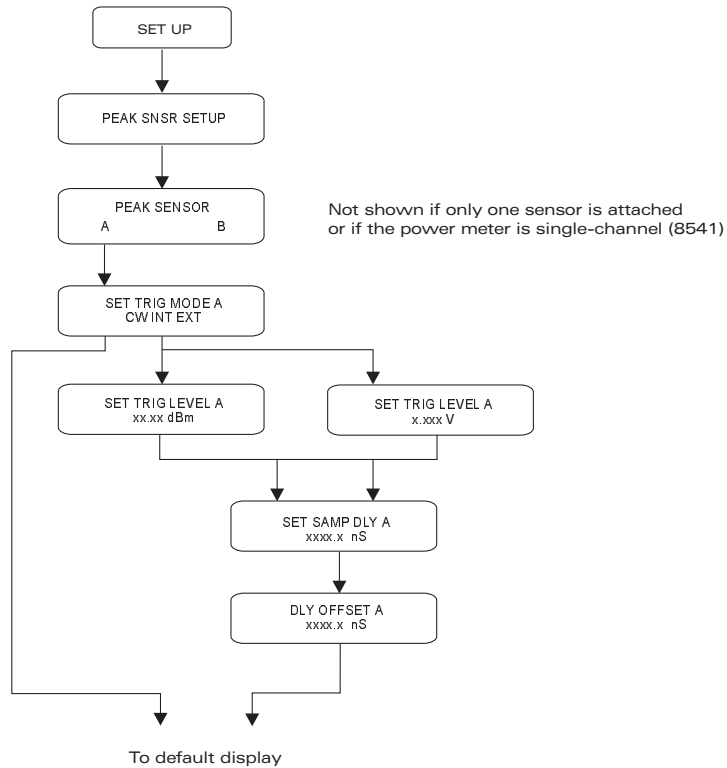 SET UP
PEAK SNSR SETUP
PEAK SENSOR
A B
Not shown if only one sensor is attached
or if the power meter is single-channel (8541)
SET TRIG MODE A
CW INT EXT
SET TRIG LEVEL A
xx.xx dBm
SET TRIG LEVEL A
x.xxx V
SET SAMP DLY A
xxxx.x nS
DLY OFFSET A
xxxx.x nS
To default display